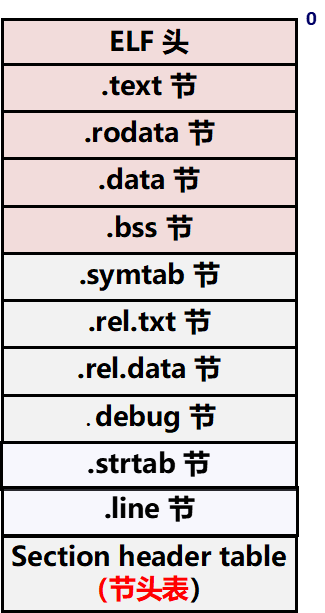 0
ELF 头
.text 节
.rodata 节
.data 节
.bss 节
.symtab 节
.rel.txt 节
.rel.data 节
.debug 节
.strtab 节
.line 节
Section header table
（节头表）